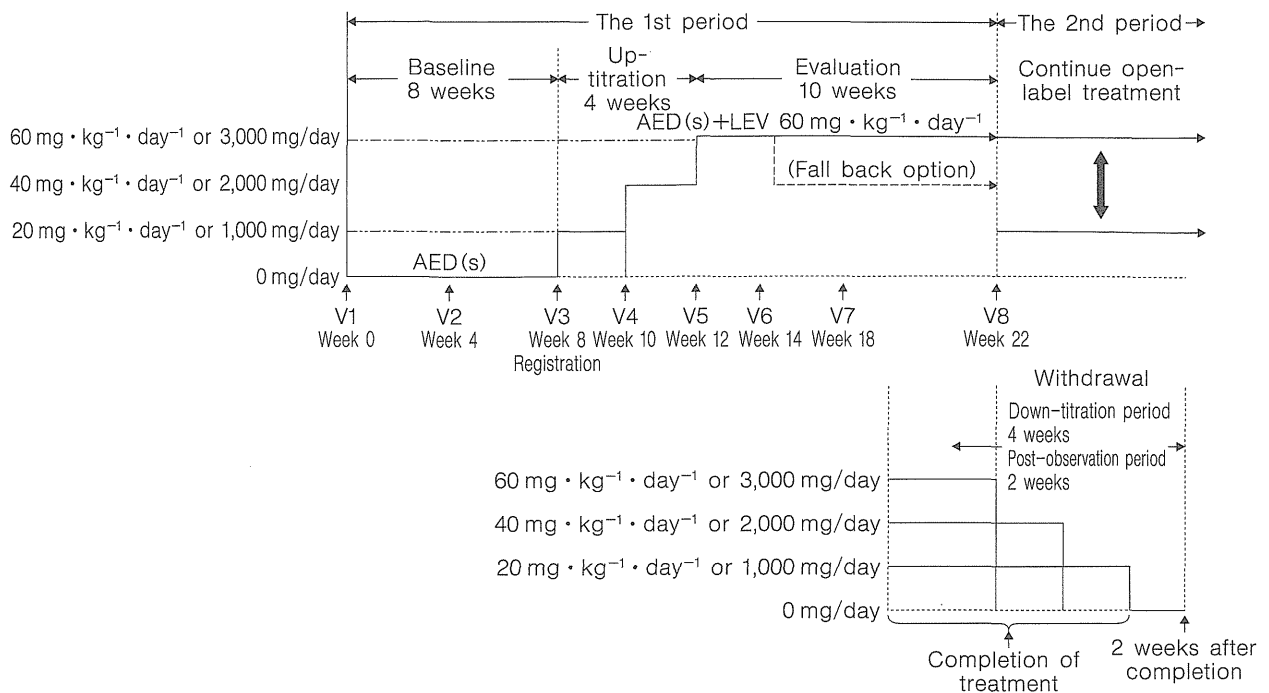 The 1st period
The 2nd period
Baseline
8 weeks
Up-
titration
4 weeks
Evaluation
10 weeks
Continue open-
label treatment
AED(s)+LEV 60 mg・kg⁻¹・day⁻¹
60 mg・kg⁻¹・day⁻¹ or 3,000 mg/day
(Fall back option)
40 mg・kg⁻¹・day⁻¹ or 2,000 mg/day
20 mg・kg⁻¹・day⁻¹ or 1,000 mg/day
AED(s)
0 mg/day
V1 V2 V3 V4 V5 V6 V7 V8
Week 0 Week 4 Week 8 Week 10 Week 12 Week 14 Week 18 Week 22
Registration
Withdrawal
Down-titration period
4 weeks
Post-observation period
2 weeks
60 mg・kg⁻¹・day⁻¹ or 3,000 mg/day
40 mg・kg⁻¹・day⁻¹ or 2,000 mg/day
20 mg・kg⁻¹・day⁻¹ or 1,000 mg/day
0 mg/day
Completion of
treatment
2 weeks after
completion